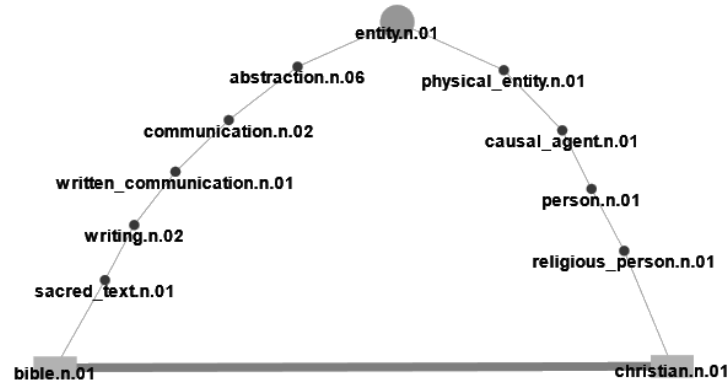 entity.n.01
abstraction.n.06
physical_entity.n.01
communication.n.02
causal_agent.n.01
written_communication.n.01
person.n.01
writing.n.02
religious_person.n.01
sacred_text.n.01
bible.n.01
christian.n.01